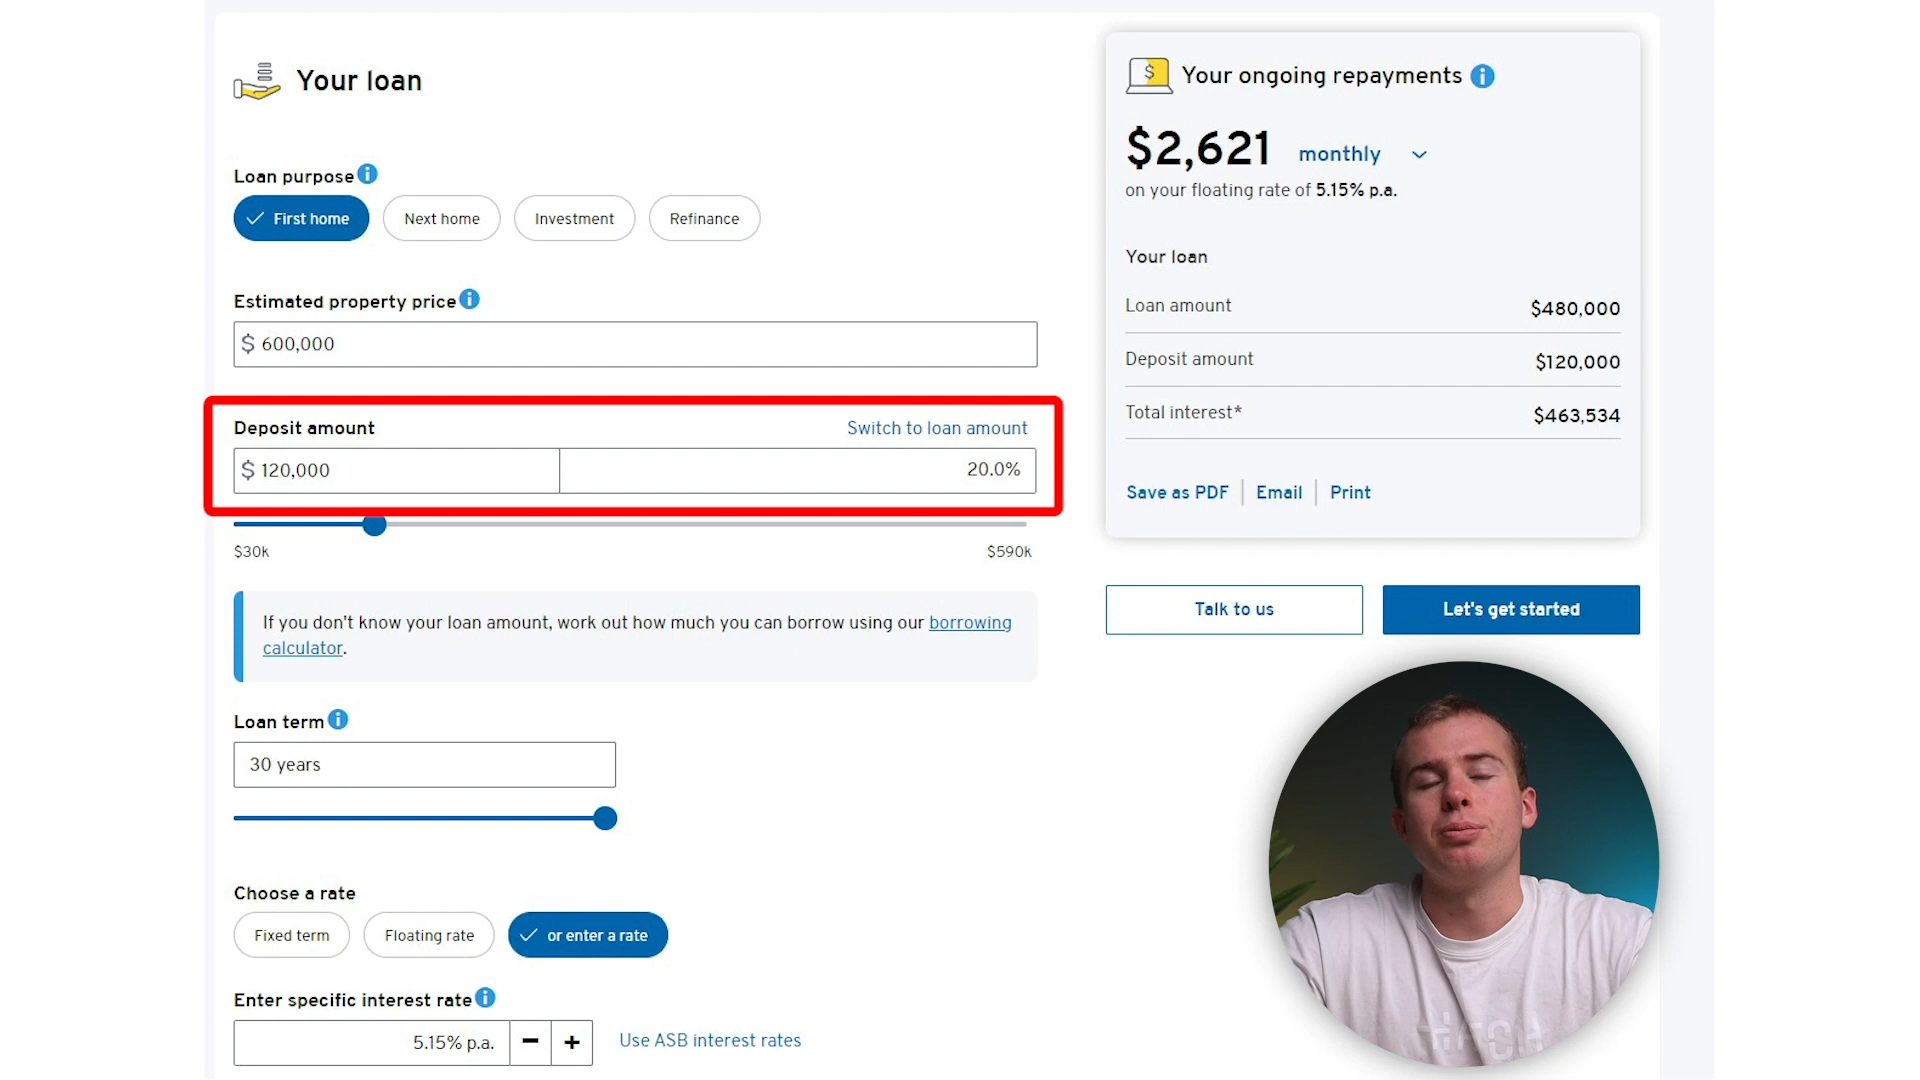 Your loan
Loan purpose
First home
Next home
Investment
Refinance
Estimated property price
$ 600,000
Deposit amount
Switch to loan amount
$ 120,000
20.0%
$30k
$590k
If you don't know your loan amount, work out how much you can borrow using our borrowing
calculator.
Loan term
30 years
Choose a rate
Fixed term
Floating rate
or enter a rate
Enter specific interest rate
5.15% p.a.
Use ASB interest rates
Your ongoing repayments
$2,621 monthly
on your floating rate of 5.15% p.a.
Your loan
Loan amount $480,000
Deposit amount $120,000
Total interest* $463,534
Save as PDF
Email
Print
Talk to us
Let's get started